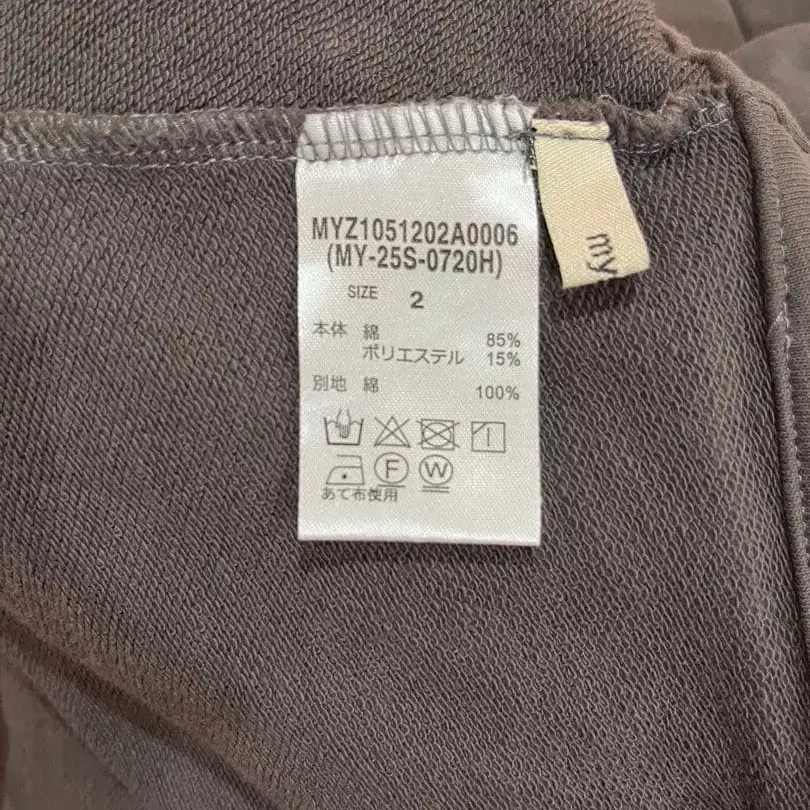 MYZ1051202A0006
(MY-25S-0720H)
SIZE 2
本体 綿 85%
ポリエステル 15%
別地 綿 100%
F W
あて布使用
my